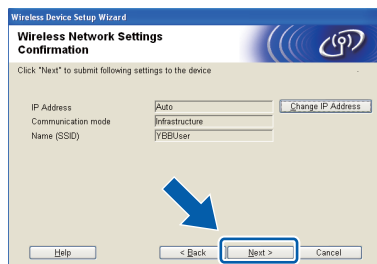 Wireless Device Setup Wizard
Wireless Network Settings
Confirmation
Click "Next" to submit following settings to the device
IP Address Auto Change IP Address
Communication mode Infrastructure
Name (SSID) YBBUser
Help < Back Next > Cancel